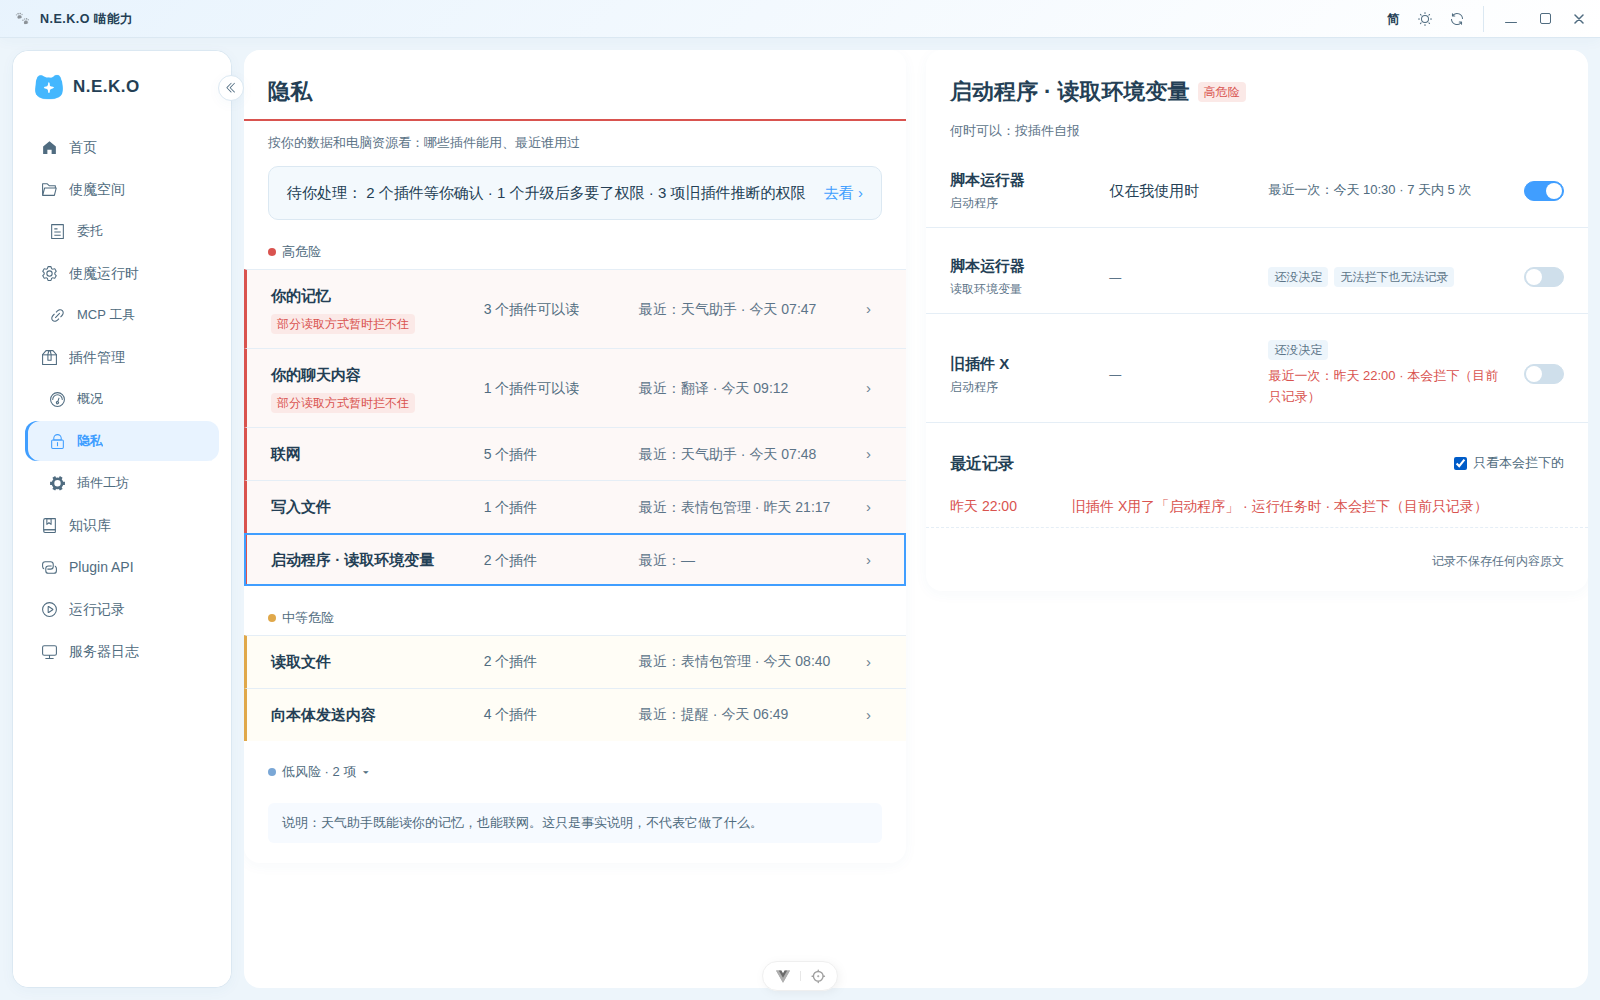 N.E.K.O 喵能力
简
N.E.K.O
首页
使魔空间
委托
使魔运行时
MCP 工具
插件管理
概况
隐私
插件工坊
知识库
Plugin API
运行记录
服务器日志
隐私
按你的数据和电脑资源看：哪些插件能用、最近谁用过
待你处理： 2 个插件等你确认 · 1 个升级后多要了权限 · 3 项旧插件推断的权限 去看 ›
高危险
你的记忆 3 个插件可以读 最近：天气助手 · 今天 07:47 ›
部分读取方式暂时拦不住
你的聊天内容 1 个插件可以读 最近：翻译 · 今天 09:12 ›
部分读取方式暂时拦不住
联网 5 个插件 最近：天气助手 · 今天 07:48 ›
写入文件 1 个插件 最近：表情包管理 · 昨天 21:17 ›
启动程序 · 读取环境变量 2 个插件 最近：— ›
中等危险
读取文件 2 个插件 最近：表情包管理 · 今天 08:40 ›
向本体发送内容 4 个插件 最近：提醒 · 今天 06:49 ›
低风险 · 2 项
说明：天气助手既能读你的记忆，也能联网。这只是事实说明，不代表它做了什么。
启动程序 · 读取环境变量 高危险
何时可以：按插件自报
脚本运行器 仅在我使用时 最近一次：今天 10:30 · 7 天内 5 次
启动程序
脚本运行器 — 还没决定 无法拦下也无法记录
读取环境变量
旧插件 X — 还没决定
启动程序 最近一次：昨天 22:00 · 本会拦下（目前
只记录）
最近记录 只看本会拦下的
昨天 22:00 旧插件 X用了「启动程序」 · 运行任务时 · 本会拦下（目前只记录）
记录不保存任何内容原文